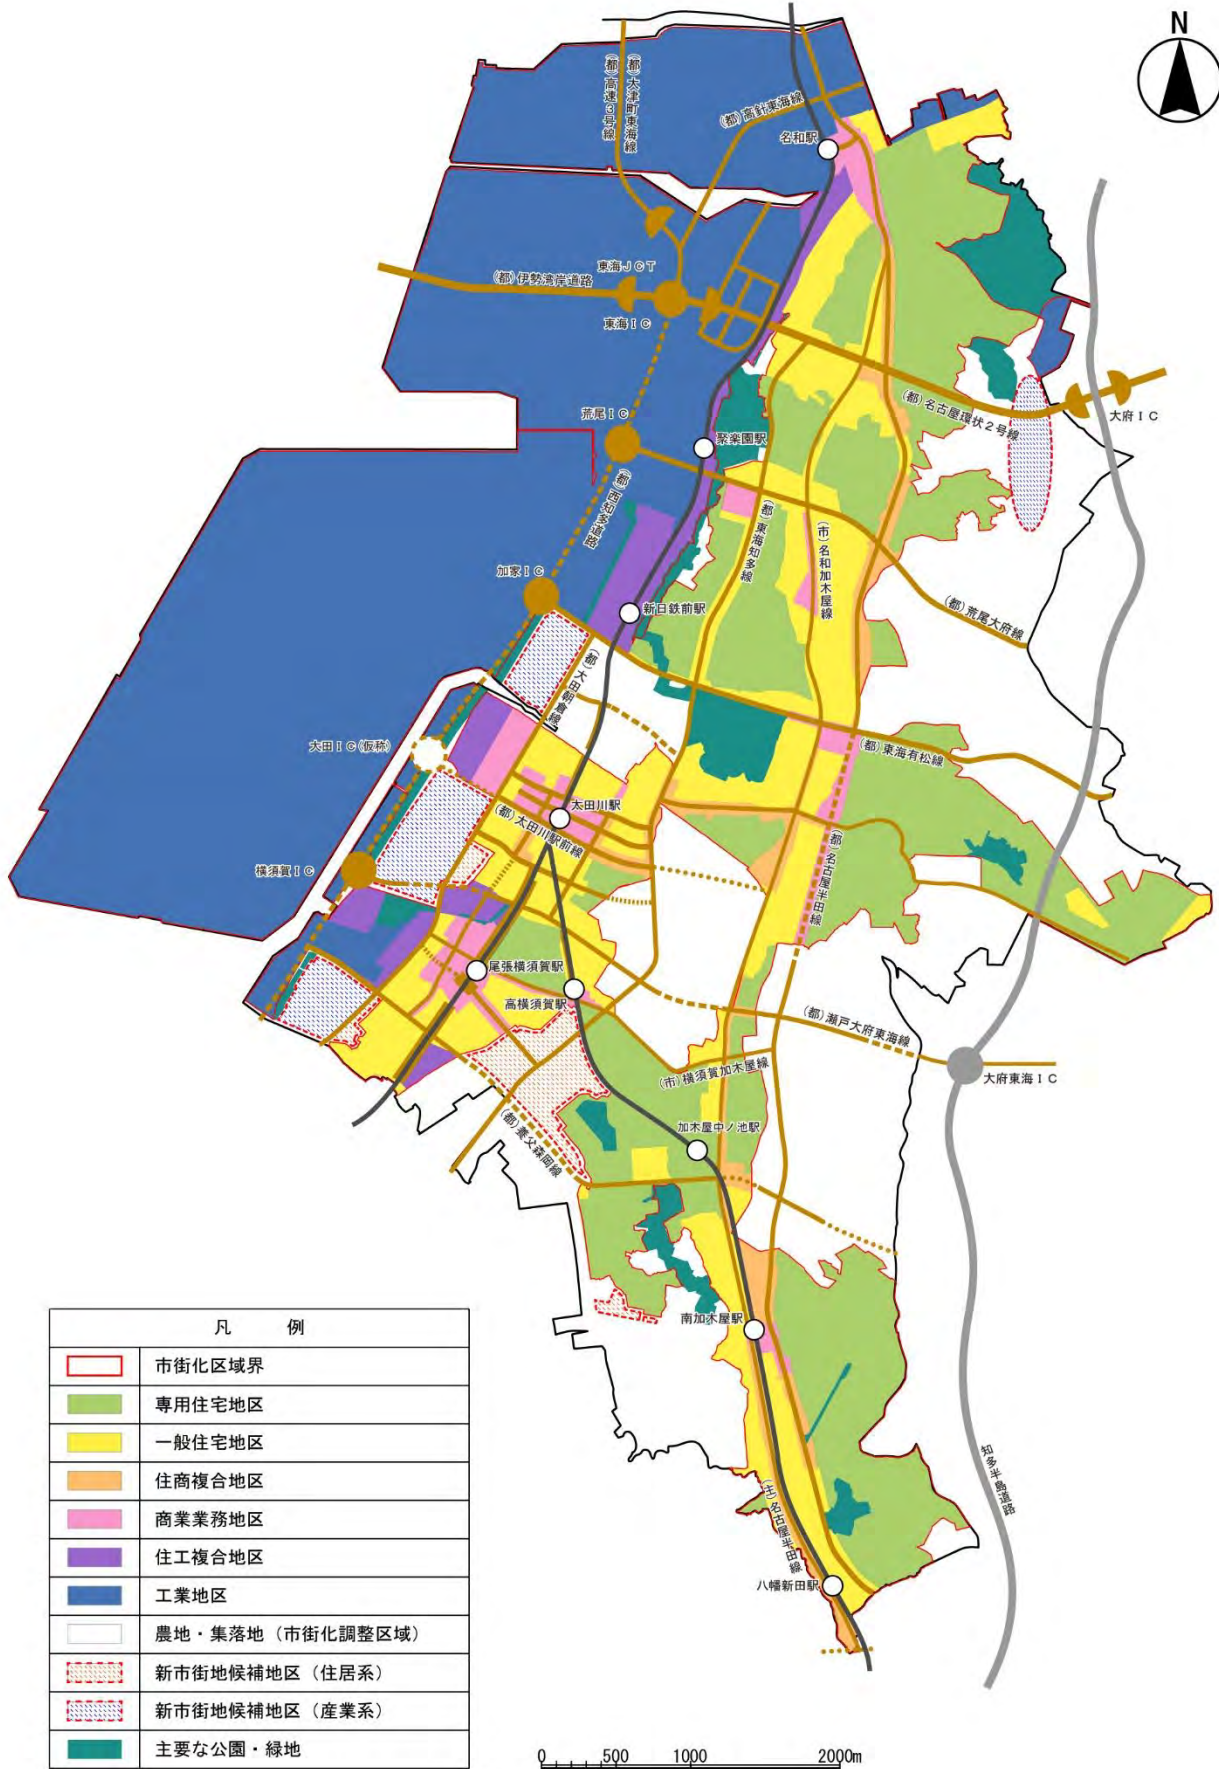 N
(都)大津町東海線
(都)高速3号線
(都)高針東海線
名和駅
東海JCT
(都)伊勢湾岸道路
東海IC
(都)名古屋環状2号線
大府IC
荒尾IC
聚楽園駅
(都)西知多道路
(都)東海知多線
(市)名和加木屋線
加家IC
新日鉄前駅
(都)荒尾大府線
(都)大田朝倉線
大田IC(仮称)
(都)東海有松線
太田川駅
(都)太田川駅前線
横須賀IC
(都)名古屋半田線
尾張横須賀駅
高横須賀駅
(都)瀬戸大府東海線
(市)横須賀加木屋線
大府東海IC
(都)養父森岡線
加木屋中ノ池駅
南加木屋駅
知多半島道路
(主)名古屋半田線
八幡新田駅
凡 例
市街化区域界
専用住宅地区
一般住宅地区
住商複合地区
商業業務地区
住工複合地区
工業地区
農地・集落地(市街化調整区域)
新市街地候補地区(住居系)
新市街地候補地区(産業系)
主要な公園・緑地
0 500 1000 2000m